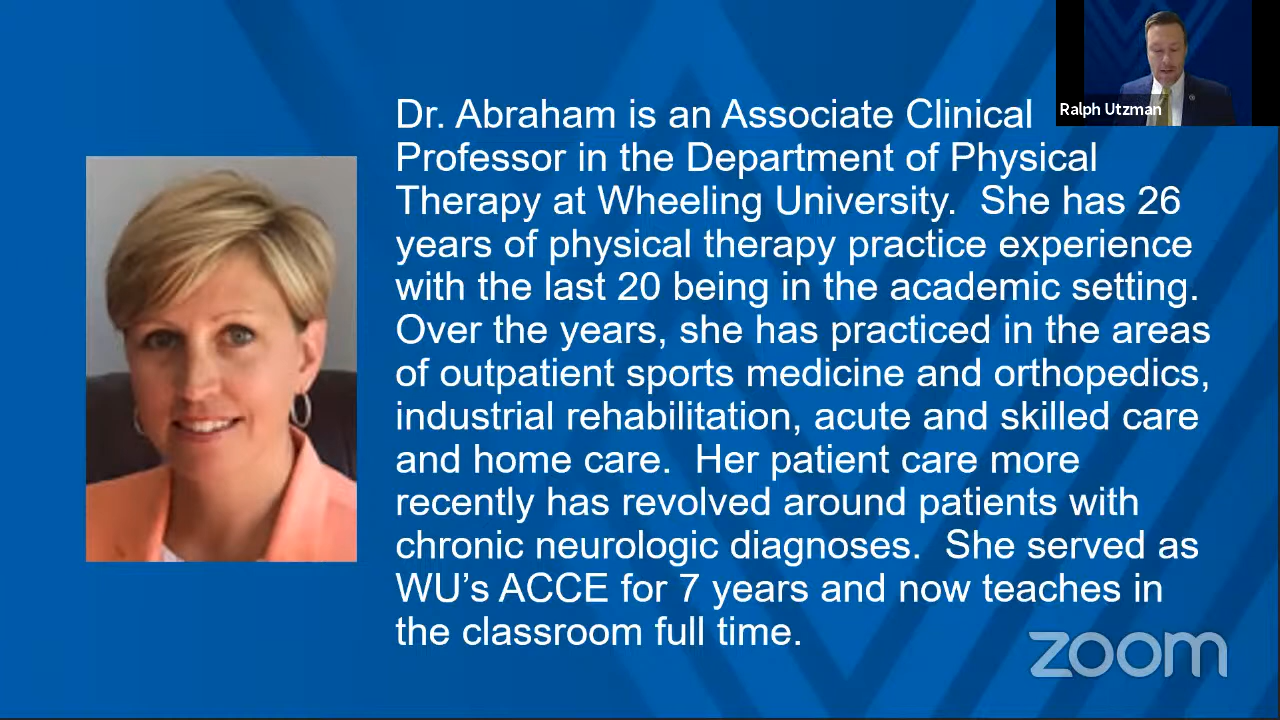 Dr. Abraham is an Associate Clinical
Professor in the Department of Physical
Therapy at Wheeling University.  She has 26
years of physical therapy practice experience
with the last 20 being in the academic setting.
Over the years, she has practiced in the areas
of outpatient sports medicine and orthopedics,
industrial rehabilitation, acute and skilled care
and home care.  Her patient care more
recently has revolved around patients with
chronic neurologic diagnoses.  She served as
WU’s ACCE for 7 years and now teaches in
the classroom full time.
Ralph Utzman
zoom